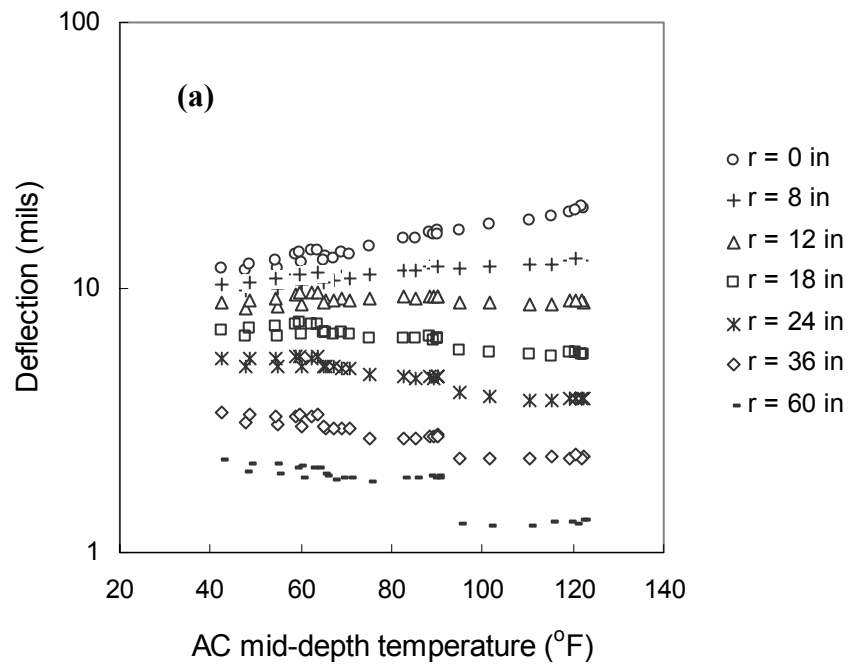 100
(a)
10
1
Deflection (mils)
20 40 60 80 100 120 140
AC mid-depth temperature (°F)
r = 0 in
r = 8 in
r = 12 in
r = 18 in
r = 24 in
r = 36 in
r = 60 in